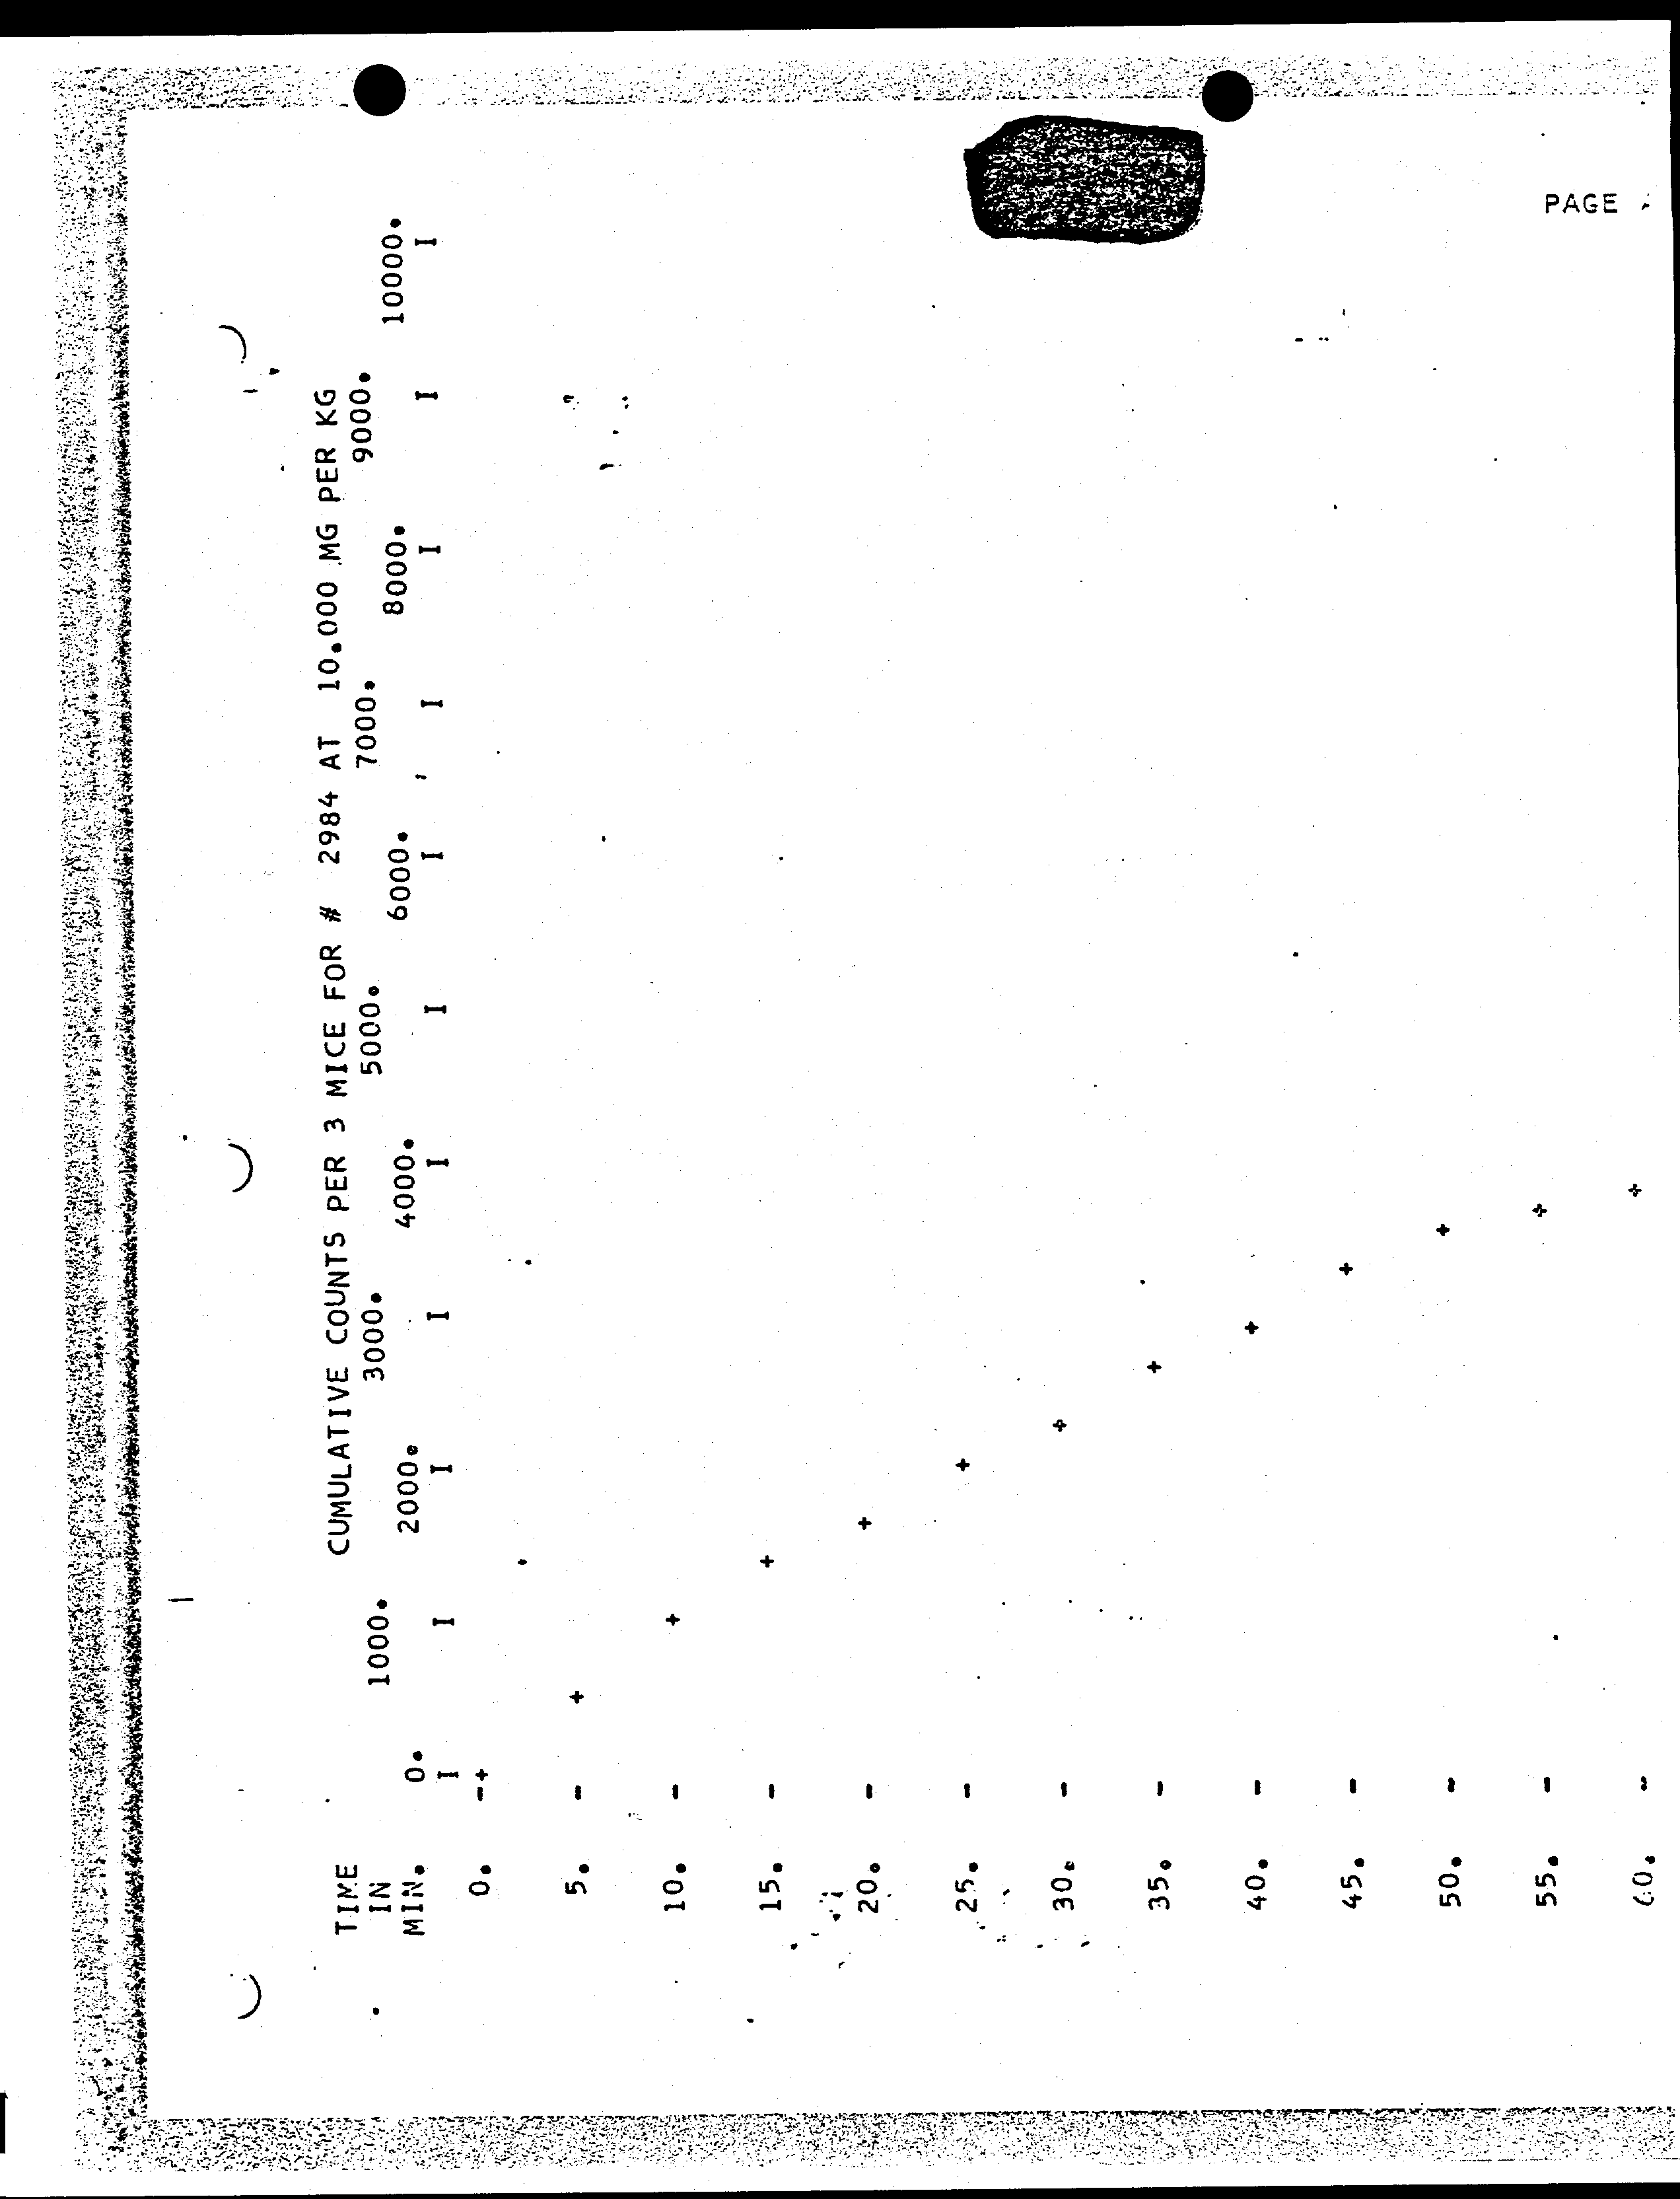 PAGE
CUMULATIVE COUNTS PER 3 MICE FOR # 2984 AT 10.000 MG PER KG
TIME
IN 1000. 3000. 5000. 7000. 9000.
MIN. 0. 2000. 4000. 6000. 8000. 10000.
I I I I I I I I I I I
0. -+
5. - +
10. - +
15. - +
20. - +
25. - +
30. - +
35. - +
40. - +
45. - +
50. - +
55. - +
60. - +